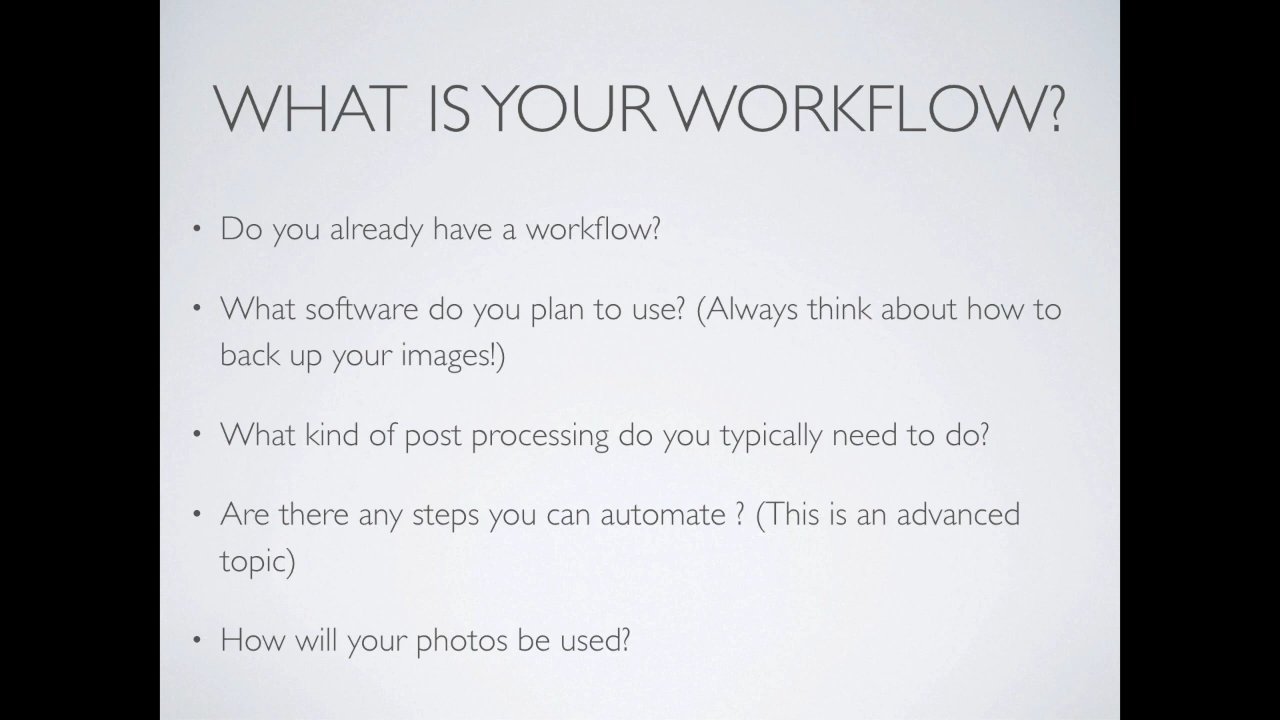 WHAT IS YOUR WORKFLOW?
• Do you already have a workflow?
• What software do you plan to use? (Always think about how to
back up your images!)
• What kind of post processing do you typically need to do?
• Are there any steps you can automate ? (This is an advanced
topic)
• How will your photos be used?